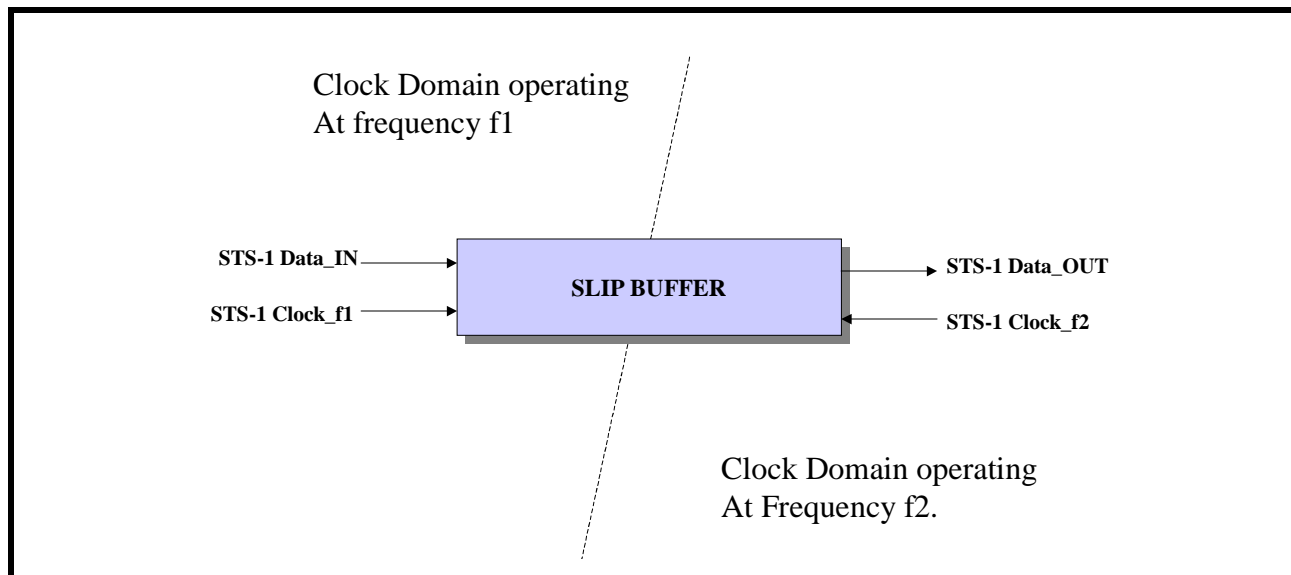 Clock Domain operating
At frequency f1
STS-1 Data_IN
STS-1 Clock_f1
SLIP BUFFER
STS-1 Data_OUT
STS-1 Clock_f2
Clock Domain operating
At Frequency f2.